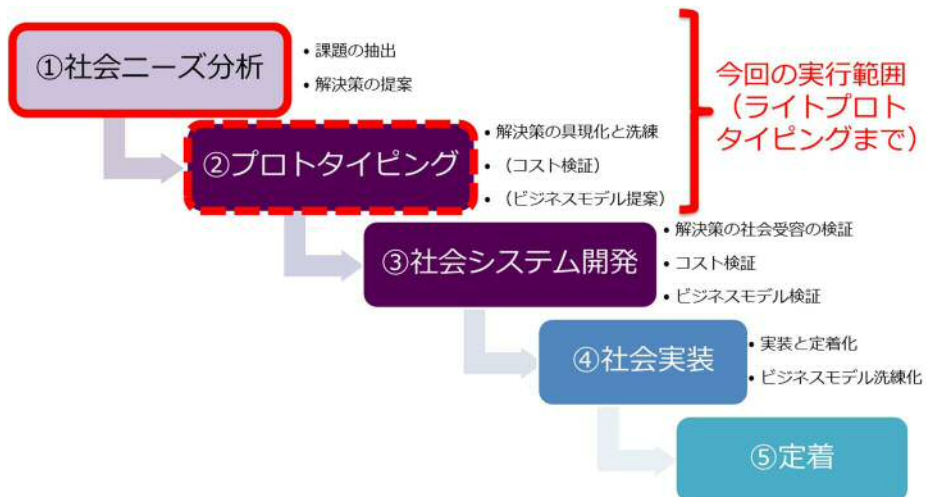 ①社会ニーズ分析
• 課題の抽出
• 解決策の提案
今回の実行範囲
（ライトプロト
タイピングまで）
②プロトタイピング
• 解決策の具現化と洗練
• （コスト検証）
• （ビジネスモデル提案）
③社会システム開発
• 解決策の社会受容の検証
• コスト検証
• ビジネスモデル検証
④社会実装
• 実装と定着化
• ビジネスモデル洗練化
⑤定着